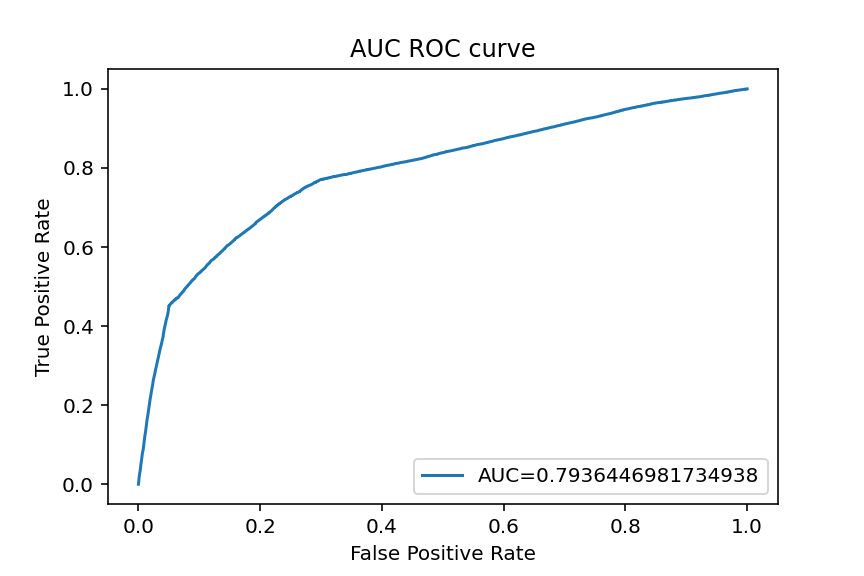 AUC ROC curve
1.0
0.8
0.6
0.4
0.2
0.0
True Positive Rate
AUC=0.7936446981734938
0.0 0.2 0.4 0.6 0.8 1.0
False Positive Rate